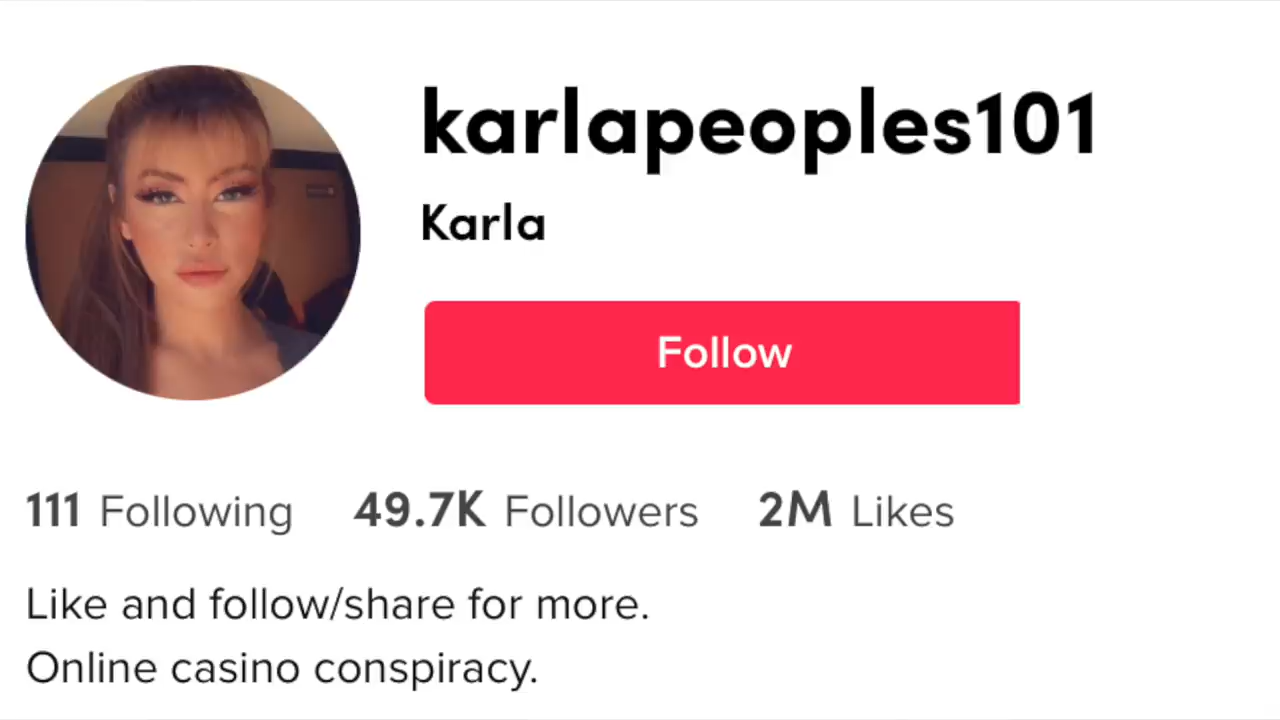 karlapeoples101
Karla
Follow
111 Following 49.7K Followers 2M Likes
Like and follow/share for more.
Online casino conspiracy.